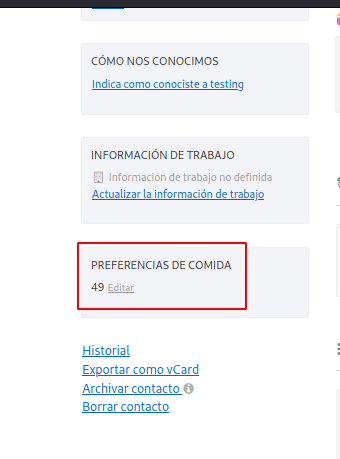 CÓMO NOS CONOCIMOS
Indica como conociste a testing
INFORMACIÓN DE TRABAJO
Información de trabajo no definida
Actualizar la información de trabajo
PREFERENCIAS DE COMIDA
49 Editar
Historial
Exportar como vCard
Archivar contacto
Borrar contacto